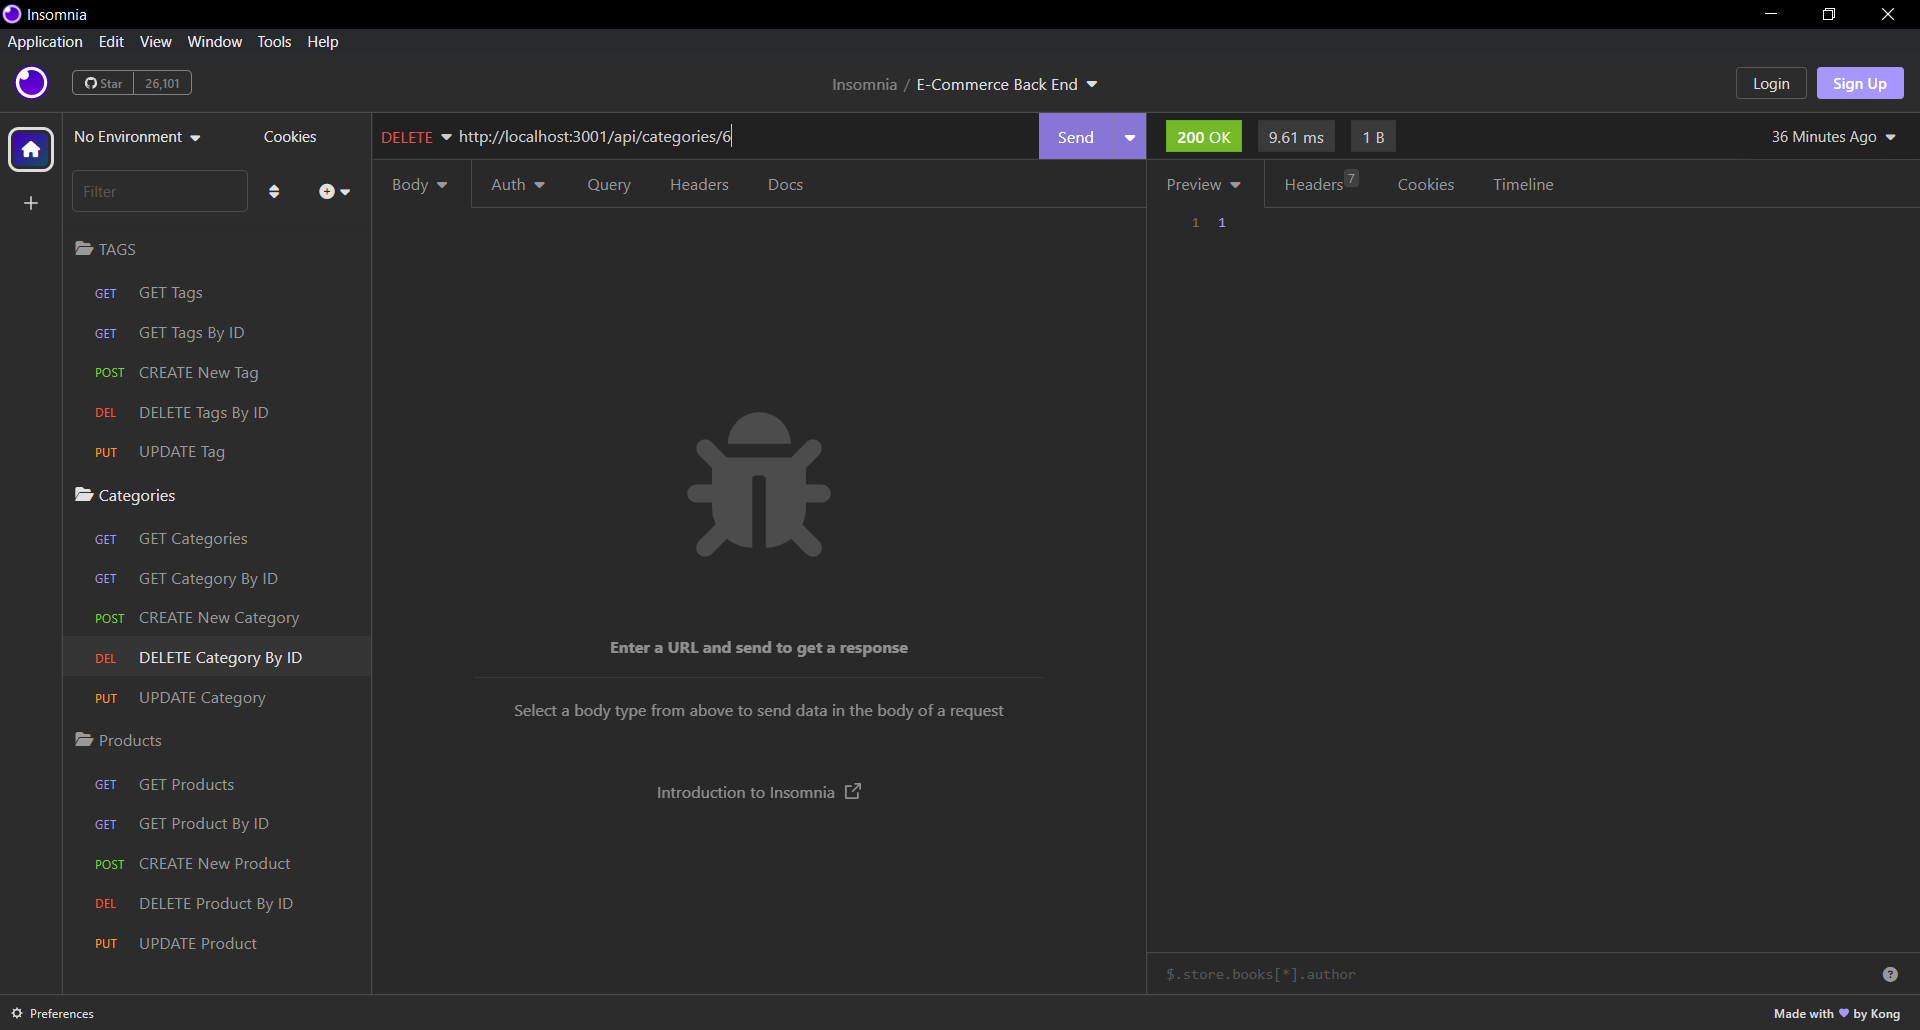 Insomnia
Application Edit View Window Tools Help
Star 26,101
Insomnia / E-Commerce Back End
Login Sign Up
No Environment Cookies
DELETE http://localhost:3001/api/categories/6 Send
200 OK 9.61 ms 1 B 36 Minutes Ago
Filter
Body Auth Query Headers Docs
Preview Headers 7 Cookies Timeline
1 1
TAGS
GET GET Tags
GET GET Tags By ID
POST CREATE New Tag
DEL DELETE Tags By ID
PUT UPDATE Tag
Categories
GET GET Categories
GET GET Category By ID
POST CREATE New Category
DEL DELETE Category By ID
PUT UPDATE Category
Products
GET GET Products
GET GET Product By ID
POST CREATE New Product
DEL DELETE Product By ID
PUT UPDATE Product
Enter a URL and send to get a response
Select a body type from above to send data in the body of a request
Introduction to Insomnia
$.store.books[*].author
Preferences
Made with by Kong